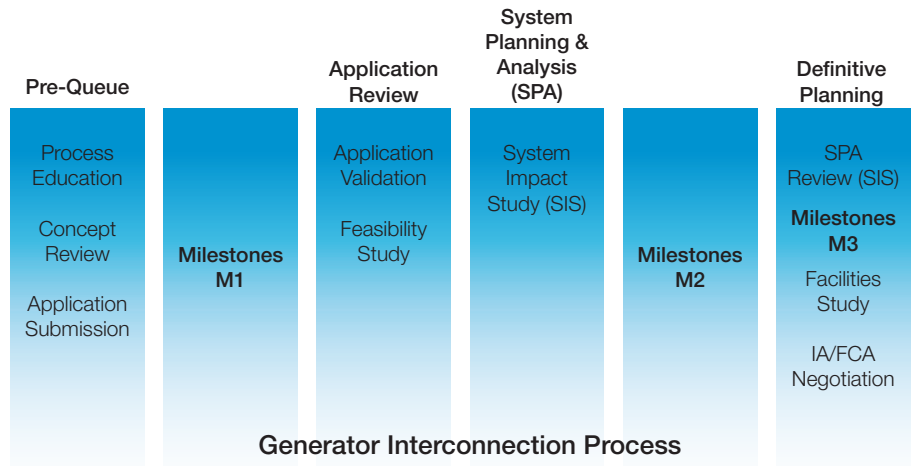 Pre-Queue
Process
Education
Concept
Review
Application
Submission
Milestones
M1
Application
Review
Application
Validation
Feasibility
Study
System
Planning &
Analysis
(SPA)
System
Impact
Study (SIS)
Milestones
M2
Definitive
Planning
SPA
Review (SIS)
Milestones
M3
Facilities
Study
IA/FCA
Negotiation
Generator Interconnection Process